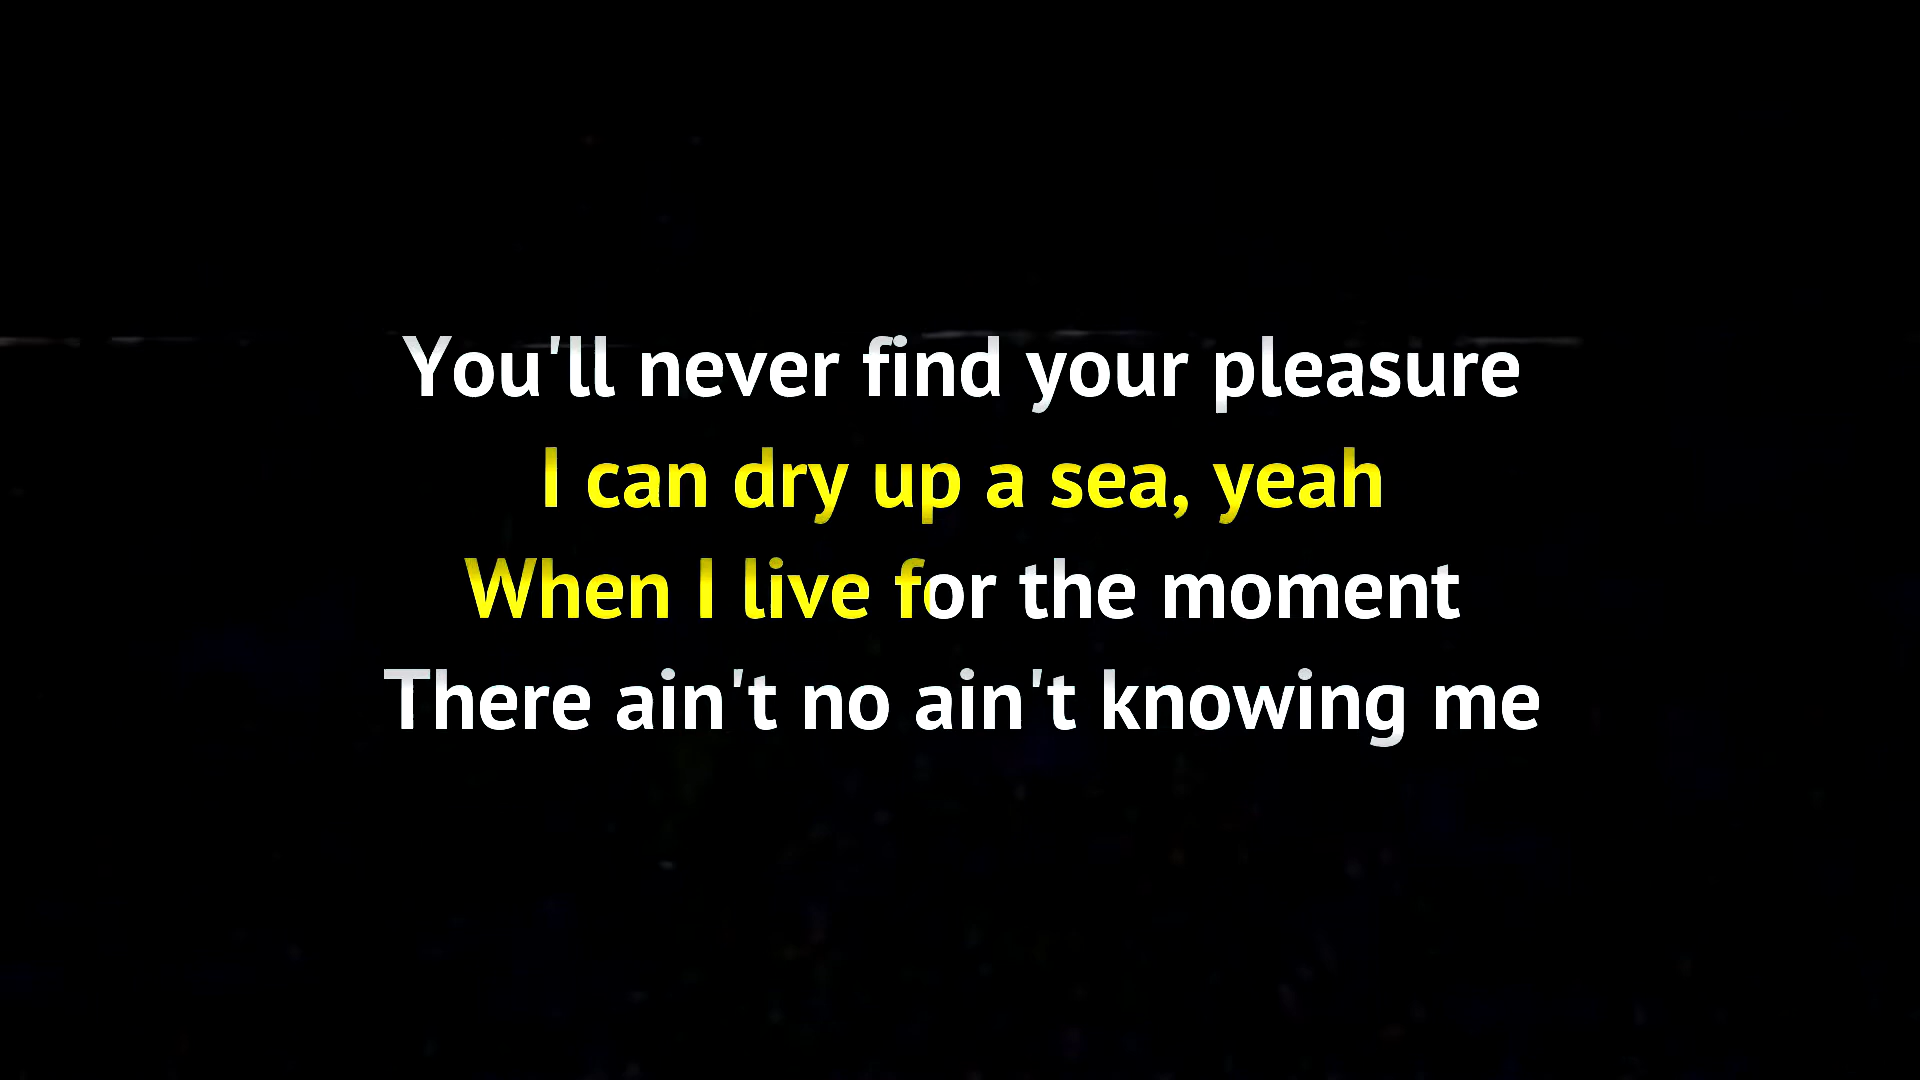 You'll never find your pleasure
I can dry up a sea, yeah
When I live for the moment
There ain't no ain't knowing me